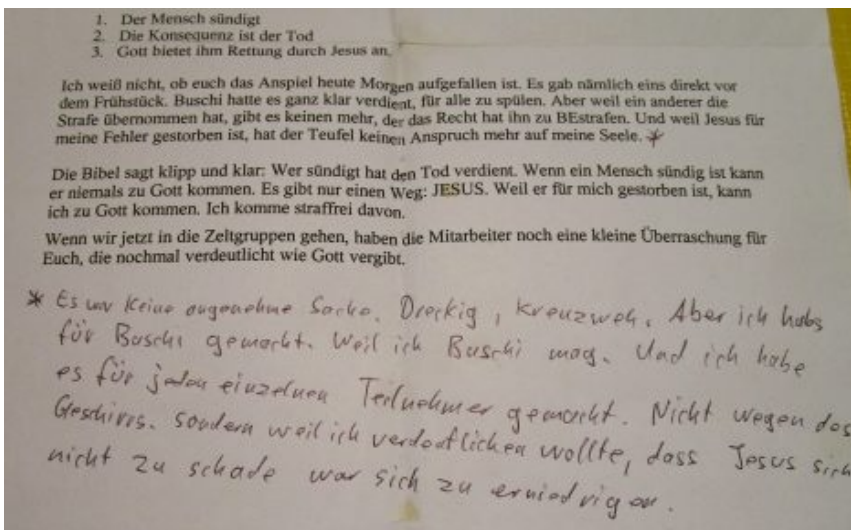 1. Der Mensch sündigt
2. Die Konsequenz ist der Tod
3. Gott bietet ihm Rettung durch Jesus an.
Ich weiß nicht, ob euch das Anspiel heute Morgen aufgefallen ist. Es gab nämlich eins direkt vor
dem Frühstück. Buschi hatte es ganz klar verdient, für alle zu spülen. Aber weil ein anderer die
Strafe übernommen hat, gibt es keinen mehr, der das Recht hat ihn zu BEstrafen. Und weil Jesus für
meine Fehler gestorben ist, hat der Teufel keinen Anspruch mehr auf meine Seele. *
Die Bibel sagt klipp und klar: Wer sündigt hat den Tod verdient. Wenn ein Mensch sündig ist kann
er niemals zu Gott kommen. Es gibt nur einen Weg: JESUS. Weil er für mich gestorben ist, kann
ich zu Gott kommen. Ich komme straffrei davon.
Wenn wir jetzt in die Zeltgruppen gehen, haben die Mitarbeiter noch eine kleine Überraschung für
Euch, die nochmal verdeutlicht wie Gott vergibt.
* Es war keine angenehme Sache. Dreckig, Kreuzweh. Aber ich habs
für Buschi gemacht. Weil ich Buschi mag. Und ich habe
es für jeden einzelnen Teilnehmer gemacht. Nicht wegen des
Geschirrs. sondern weil ich verdeutlichen wollte, dass Jesus sich
nicht zu schade war sich zu erniedrigen.